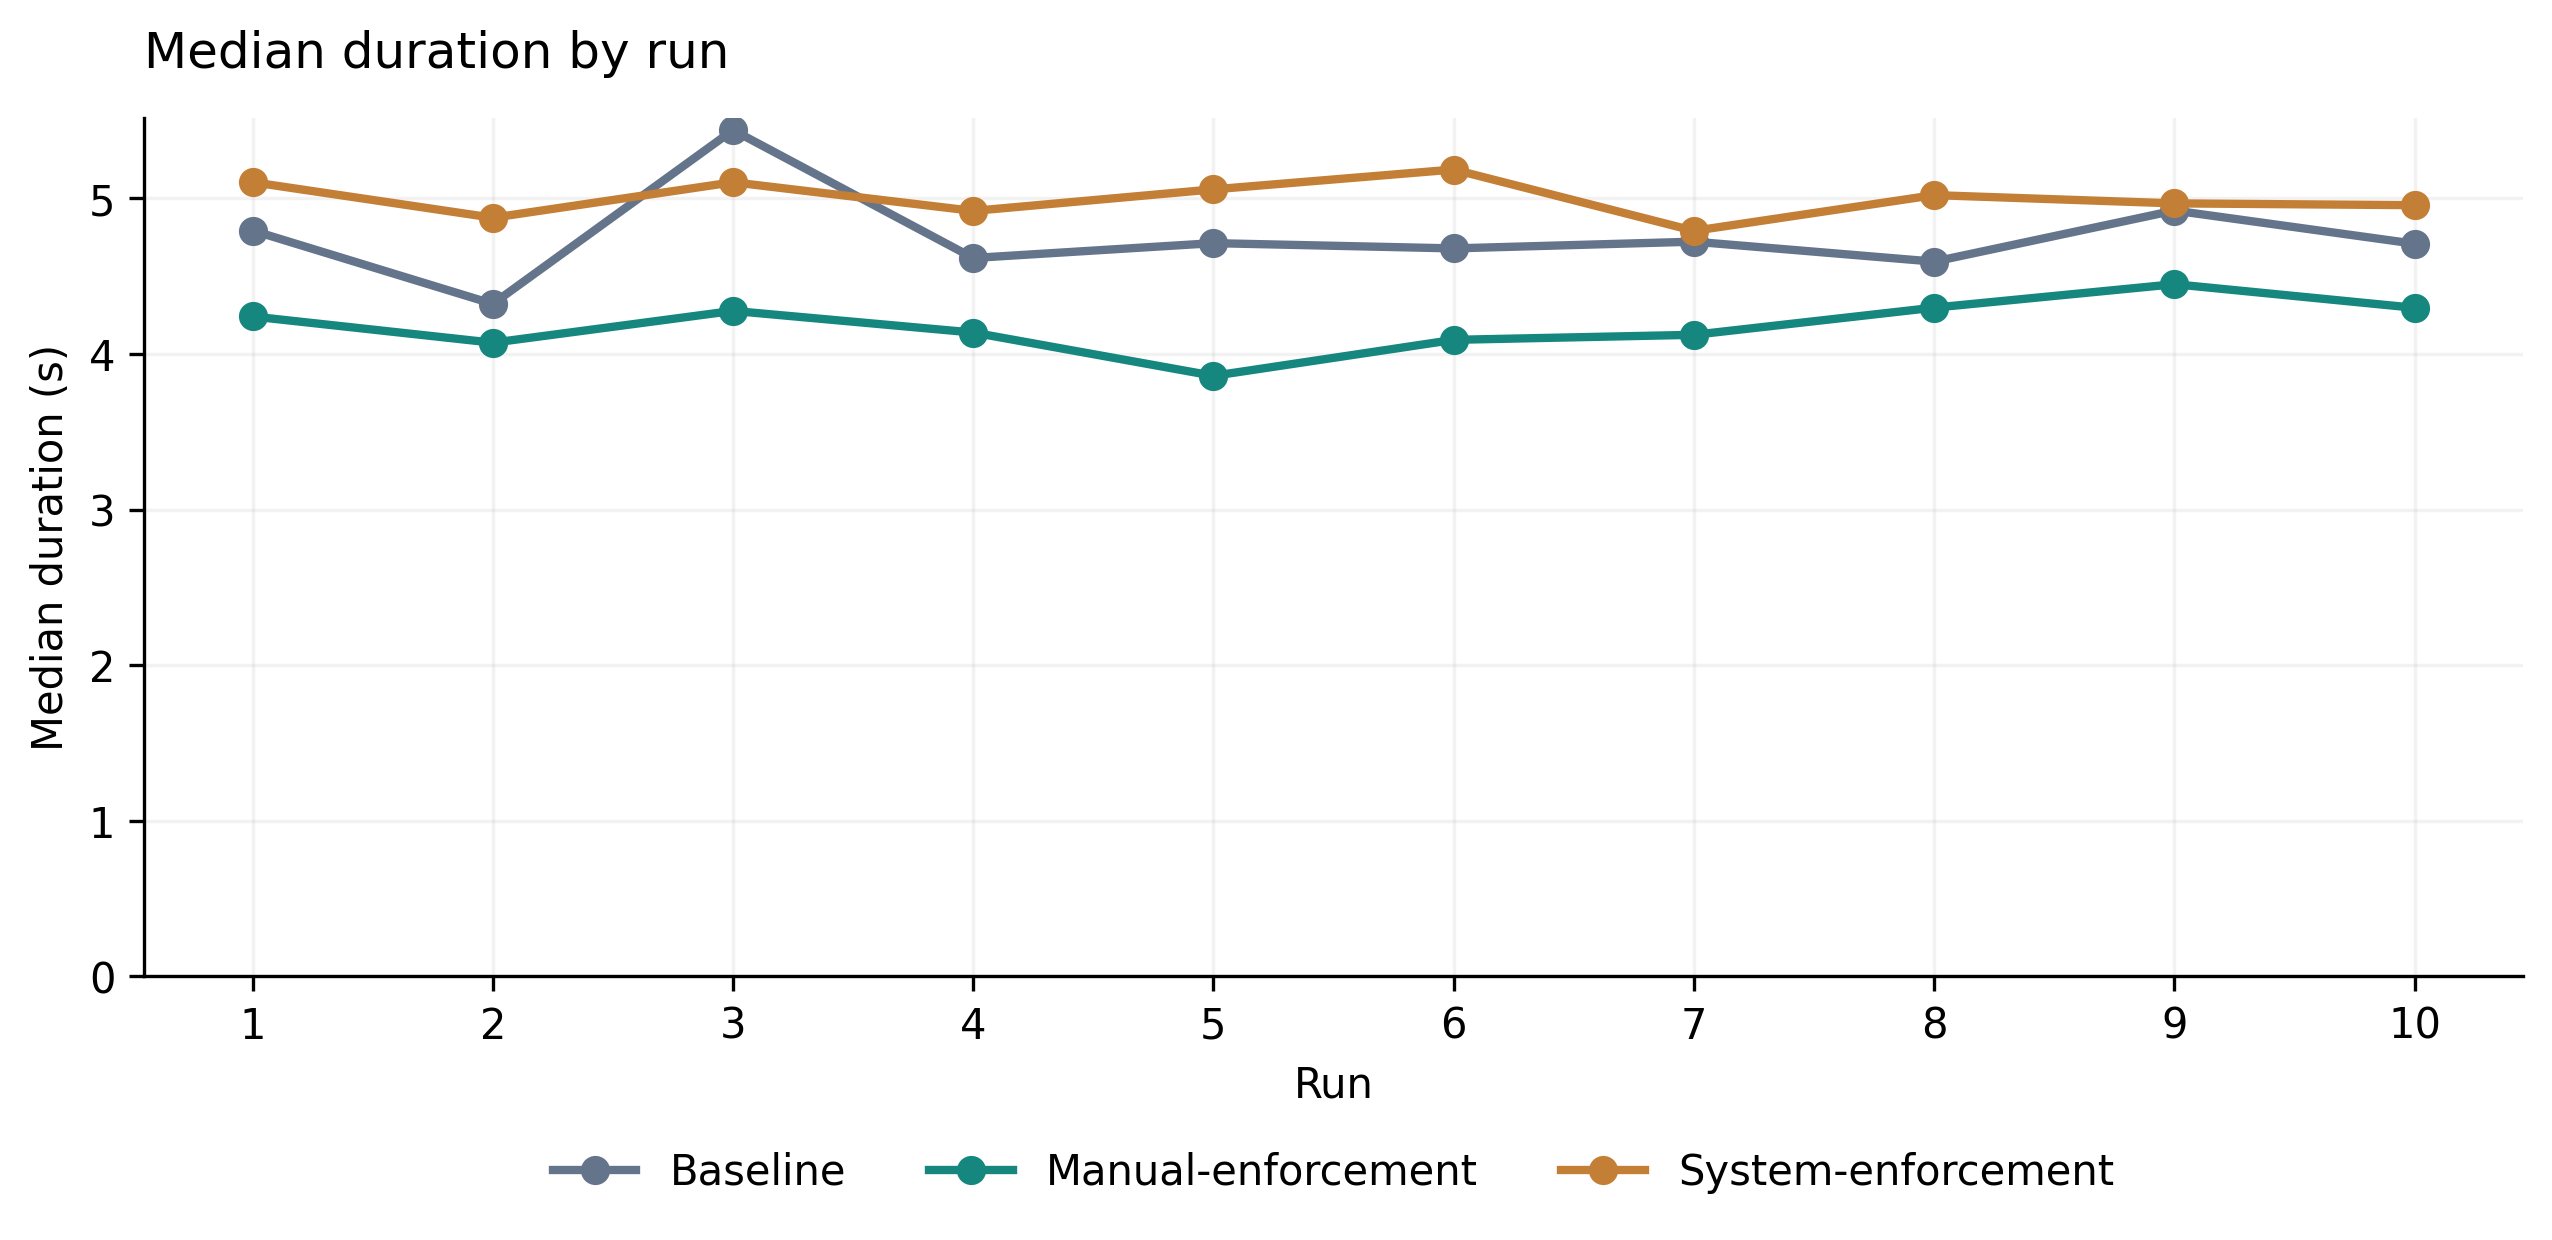 Median duration by run
Median duration (s)
5
4
3
2
1
0
1 2 3 4 5 6 7 8 9 10
Run
Baseline Manual-enforcement System-enforcement